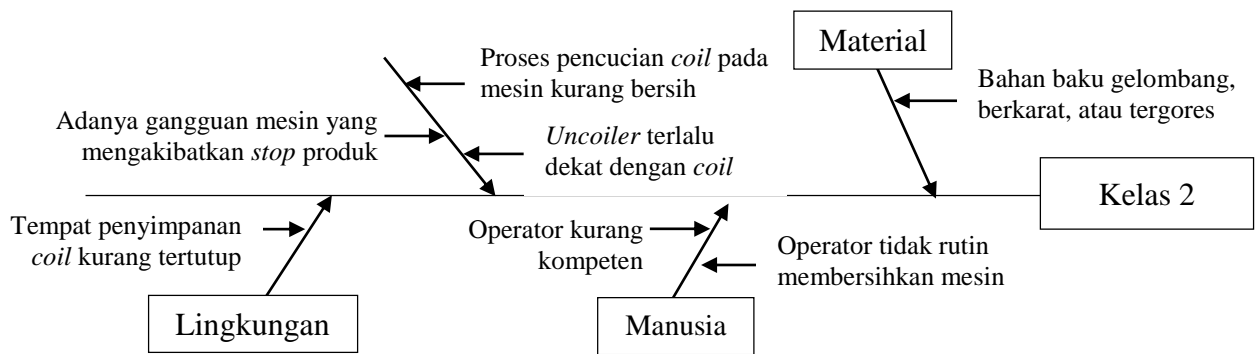 Material
Proses pencucian coil pada
mesin kurang bersih
Bahan baku gelombang,
berkarat, atau tergores
Adanya gangguan mesin yang
mengakibatkan stop produk
Uncoiler terlalu
dekat dengan coil
Kelas 2
Tempat penyimpanan
coil kurang tertutup
Operator kurang
kompeten
Operator tidak rutin
membersihkan mesin
Lingkungan
Manusia